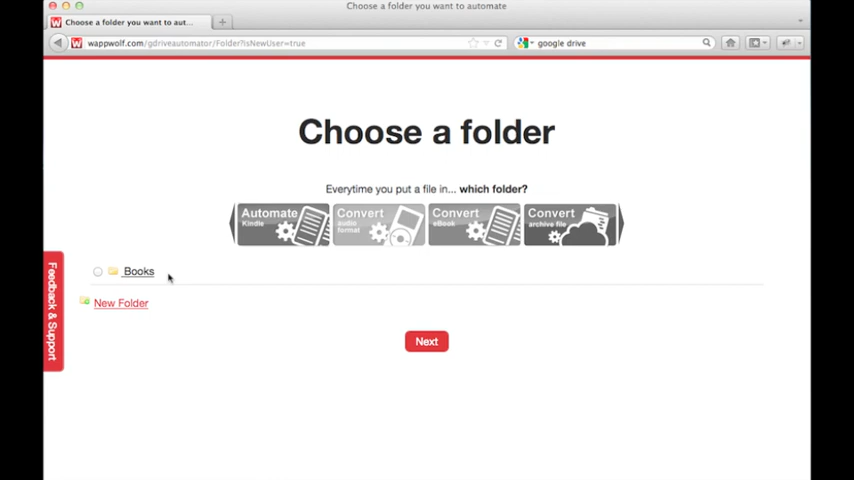 Choose a folder you want to automate
Choose a folder you want to aut...
wappwolf.com/gdriveautomator/Folder?isNewUser=true
google drive
Choose a folder
Everytime you put a file in... which folder?
Automate
Kindle
Convert
audio
format
Convert
eBook
Convert
archive file
Books
New Folder
Next
Feedback & Support